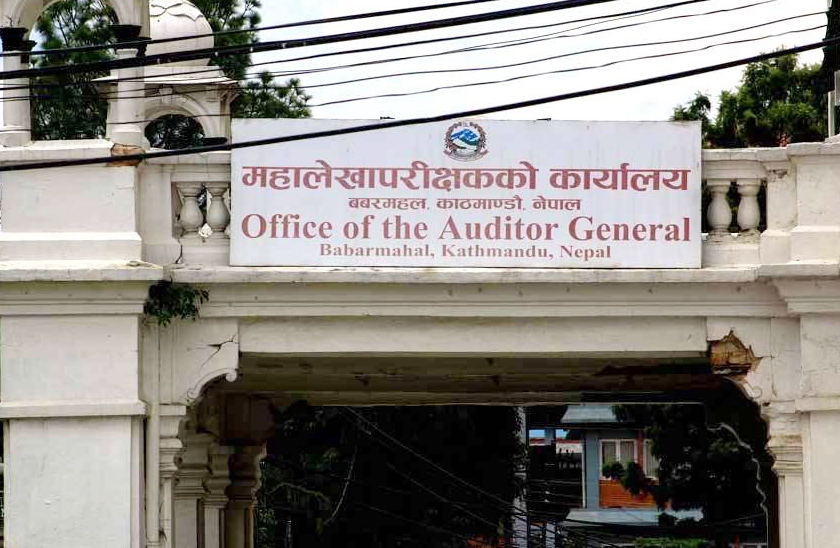 महालेखापरीक्षकको कार्यालय
बबरमहल, काठमाण्डौ, नेपाल
Office of the Auditor General
Babarmahal, Kathmandu, Nepal